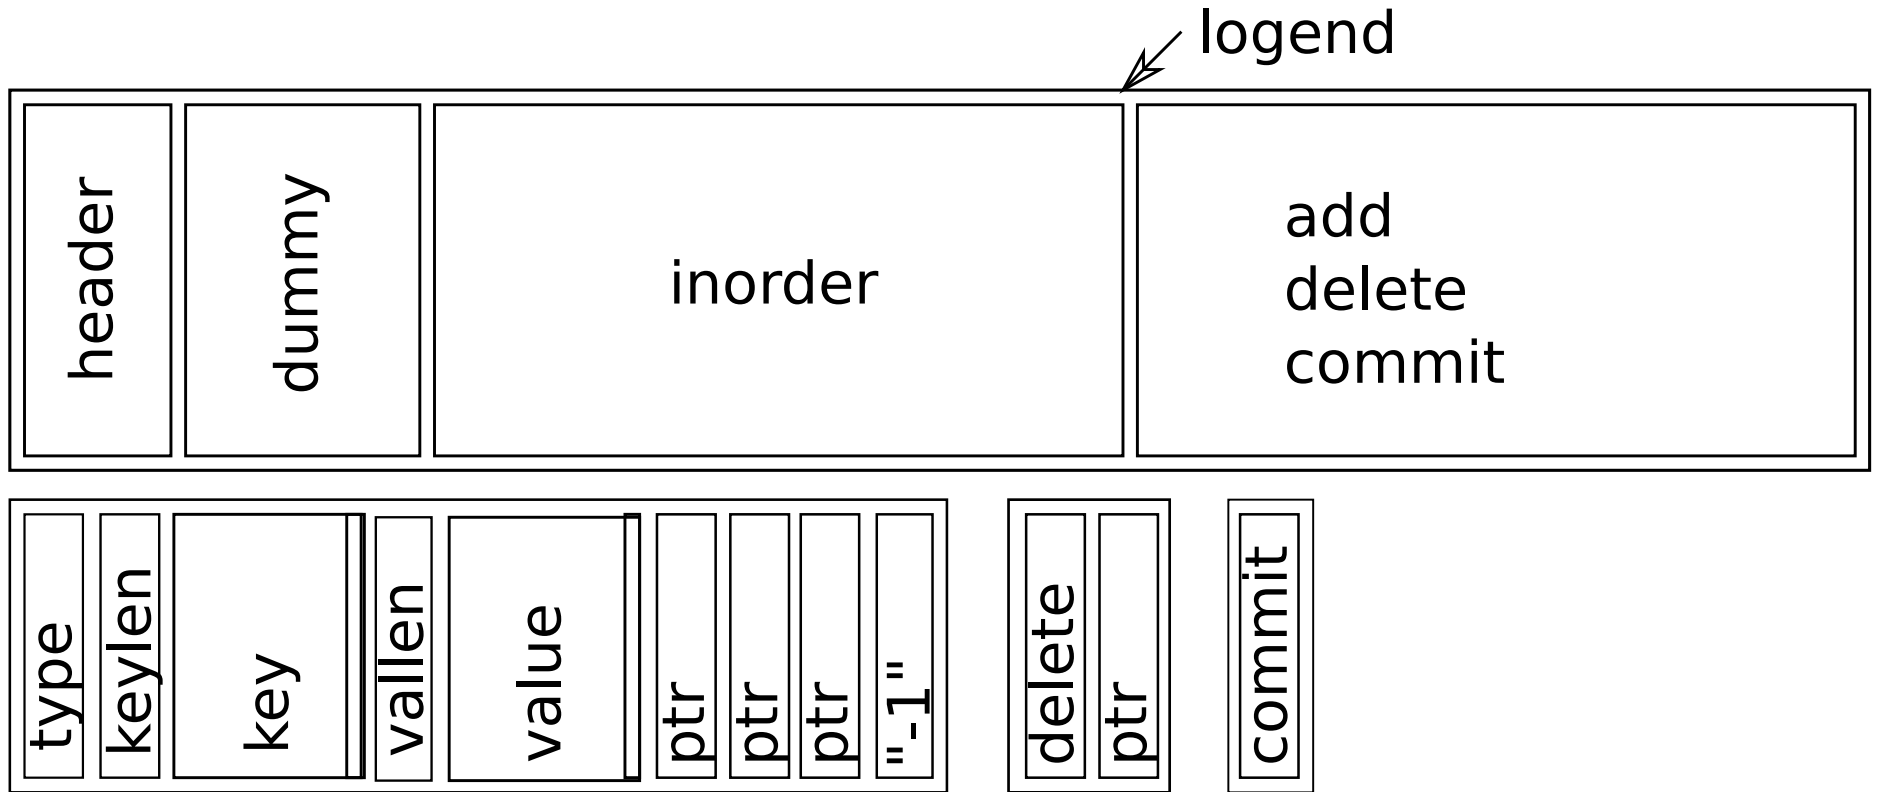 logend
header
dummy
inorder
add
delete
commit
type
keylen
key
vallen
value
ptr
ptr
ptr
"-1"
delete
ptr
commit